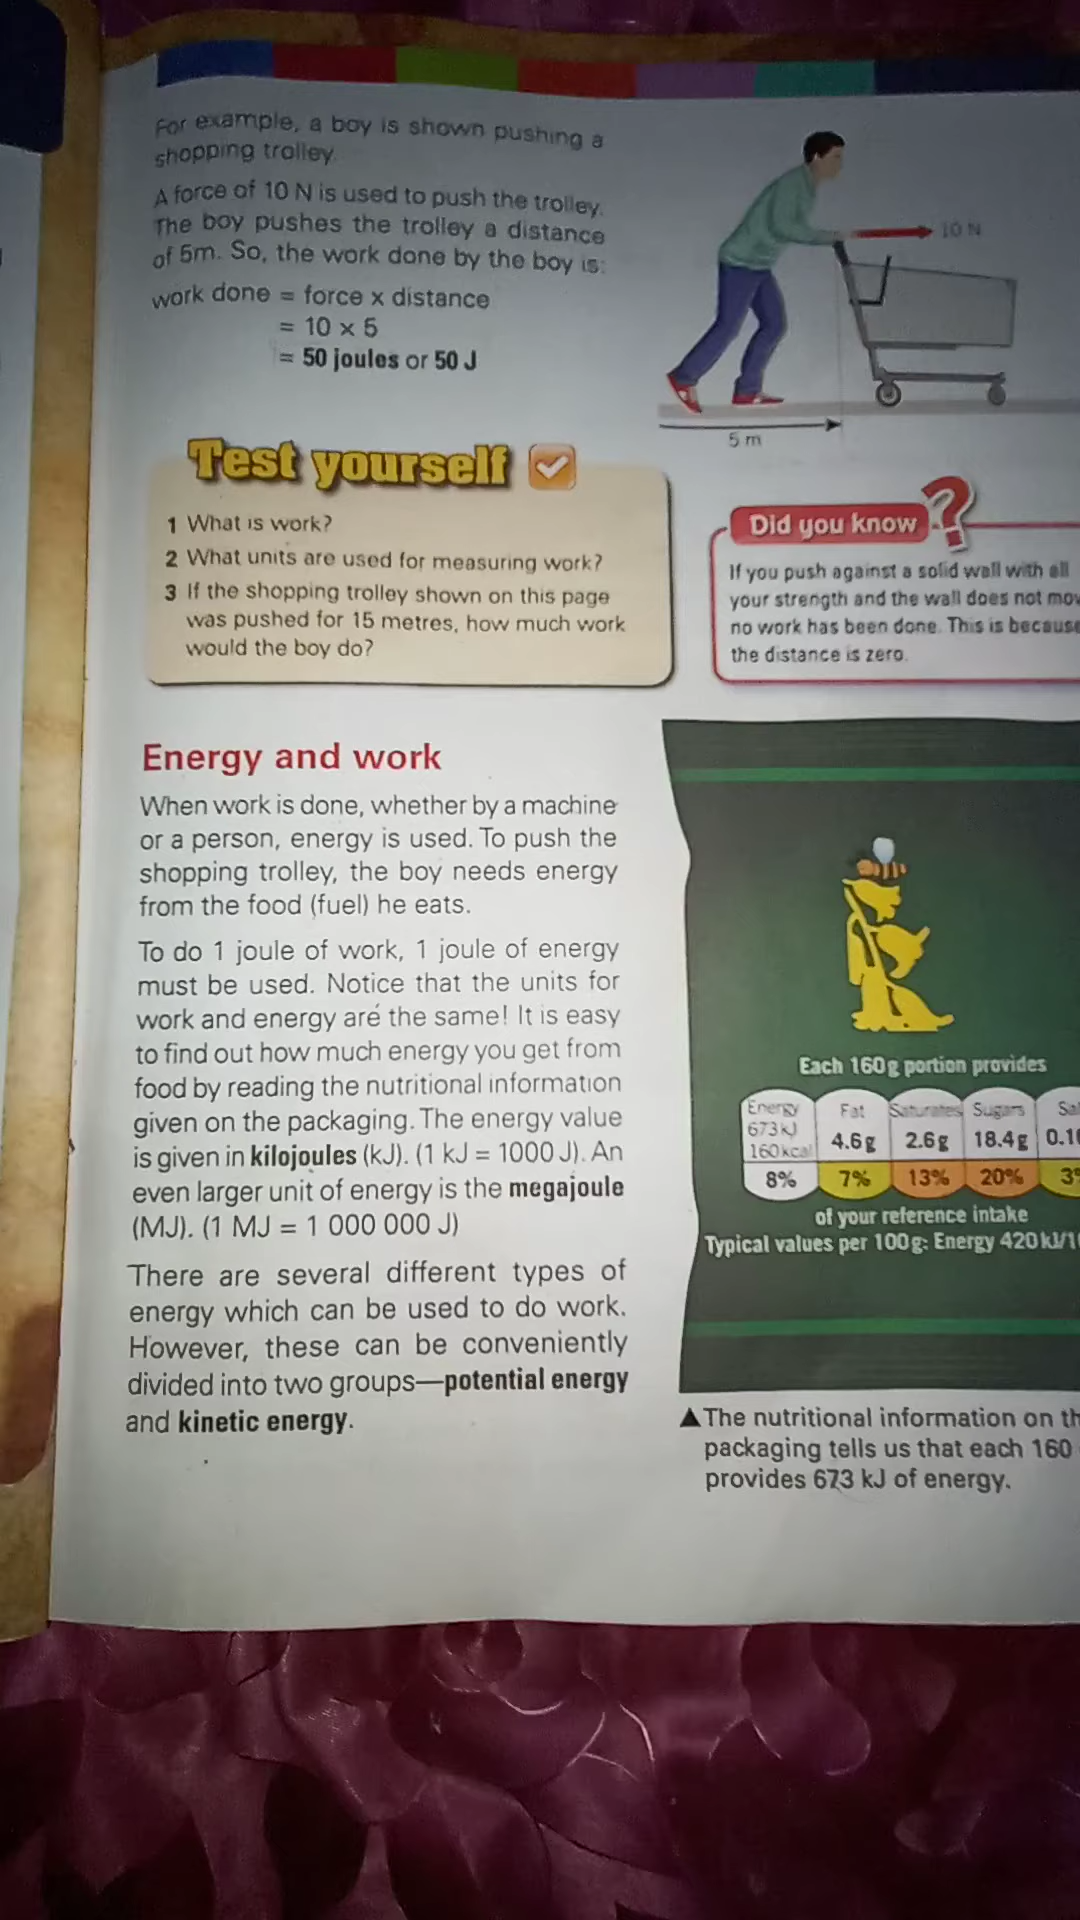 For example, a boy is shown pushing a
shopping trolley.
A force of 10 N is used to push the trolley.
The boy pushes the trolley a distance
of 5m. So, the work done by the boy is:
work done = force x distance
= 10 × 5
= 50 joules or 50 J
10 N
5 m
Test yourself
1 What is work?
2 What units are used for measuring work?
3 If the shopping trolley shown on this page
was pushed for 15 metres, how much work
would the boy do?
Did you know ?
If you push against a solid wall with all
your strength and the wall does not
no work has been done. This is because
the distance is zero.
Energy and work
When work is done, whether by a machine
or a person, energy is used. To push the
shopping trolley, the boy needs energy
from the food (fuel) he eats.
To do 1 joule of work, 1 joule of energy
must be used. Notice that the units for
work and energy are the same! It is easy
to find out how much energy you get from
food by reading the nutritional information
given on the packaging. The energy value
is given in kilojoules (kJ). (1 kJ = 1000 J). An
even larger unit of energy is the megajoule
(MJ). (1 MJ = 1 000 000 J)
There are several different types of
energy which can be used to do work.
However, these can be conveniently
divided into two groups—potential energy
and kinetic energy.
Each 160g portion provides
Energy Fat Saturates Sugars
673kJ
160kcal 4.6g 2.6g 18.4g
8% 7% 13% 20%
of your reference intake
Typical values per 100g: Energy 420kJ/
▲The nutritional information on
packaging tells us that each 160
provides 673 kJ of energy.